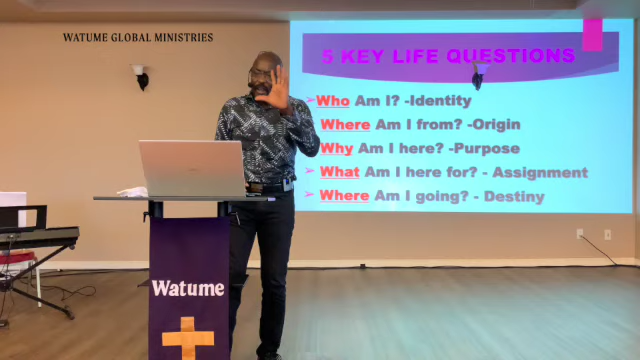 WATUME GLOBAL MINISTRIES
5 KEY LIFE QUESTIONS
➢Who Am I? -Identity
Where Am I from? -Origin
Why Am I here? -Purpose
➢ What Am I here for? - Assignment
➢ Where Am I going? - Destiny
Watume